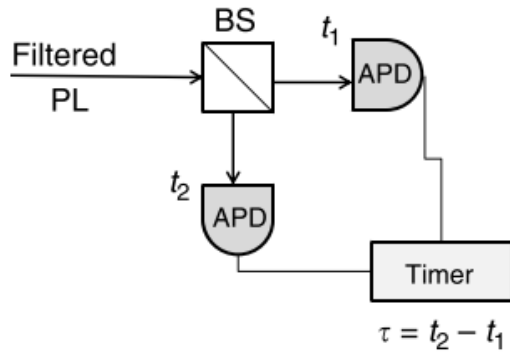 BS
Filtered
PL
t₁
APD
t₂
APD
Timer
τ = t₂ − t₁